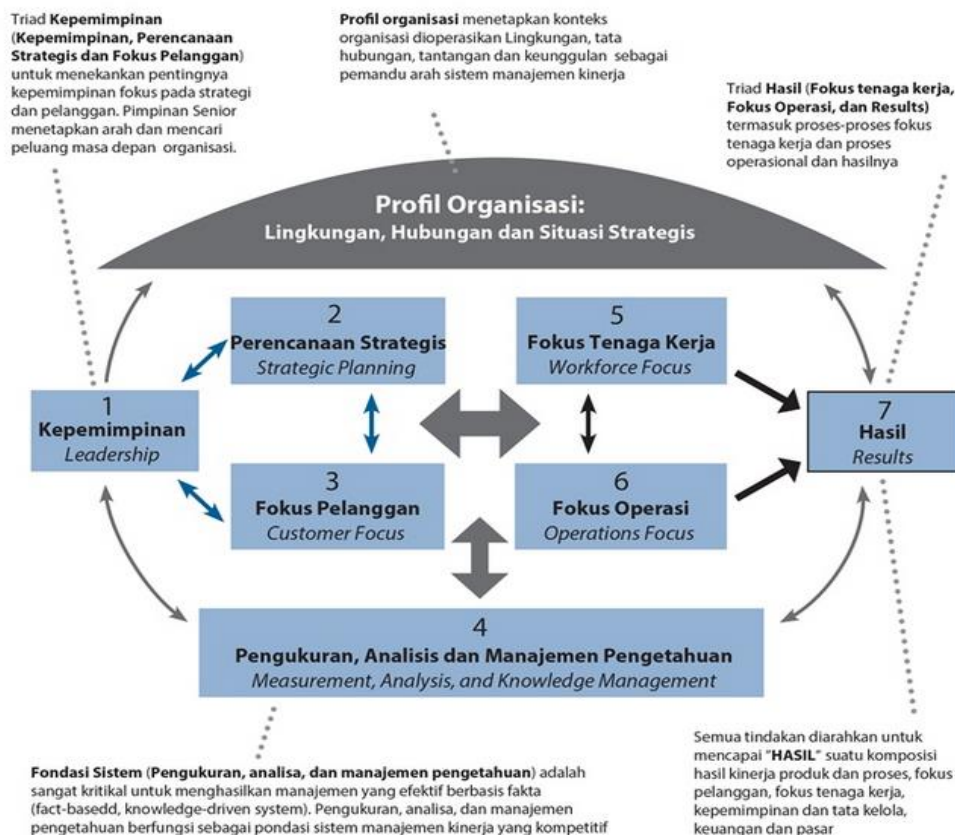 Triad Kepemimpinan
(Kepemimpinan, Perencanaan
Strategis dan Fokus Pelanggan)
untuk menekankan pentingnya
kepemimpinan fokus pada strategi
dan pelanggan. Pimpinan Senior
menetapkan arah dan mencari
peluang masa depan organisasi.
Profil organisasi menetapkan konteks
organisasi dioperasikan Lingkungan, tata
hubungan, tantangan dan keunggulan sebagai
pemandu arah sistem manajemen kinerja
Triad Hasil (Fokus tenaga kerja,
Fokus Operasi, dan Results)
termasuk proses-proses fokus
tenaga kerja dan proses
operasional dan hasilnya
Profil Organisasi:
Lingkungan, Hubungan dan Situasi Strategis
1
Kepemimpinan
Leadership
2
Perencanaan Strategis
Strategic Planning
3
Fokus Pelanggan
Customer Focus
5
Fokus Tenaga Kerja
Workforce Focus
6
Fokus Operasi
Operations Focus
7
Hasil
Results
4
Pengukuran, Analisis dan Manajemen Pengetahuan
Measurement, Analysis, and Knowledge Management
Fondasi Sistem (Pengukuran, analisa, dan manajemen pengetahuan) adalah
sangat kritikal untuk menghasilkan manajemen yang efektif berbasis fakta
(fact-basedd, knowledge-driven system). Pengukuran, analisa, dan manajemen
pengetahuan berfungsi sebagai pondasi sistem manajemen kinerja yang kompetitif
Semua tindakan diarahkan untuk
mencapai "HASIL" suatu komposisi
hasil kinerja produk dan proses, fokus
pelanggan, fokus tenaga kerja,
kepemimpinan dan tata kelola,
keuangan dan pasar